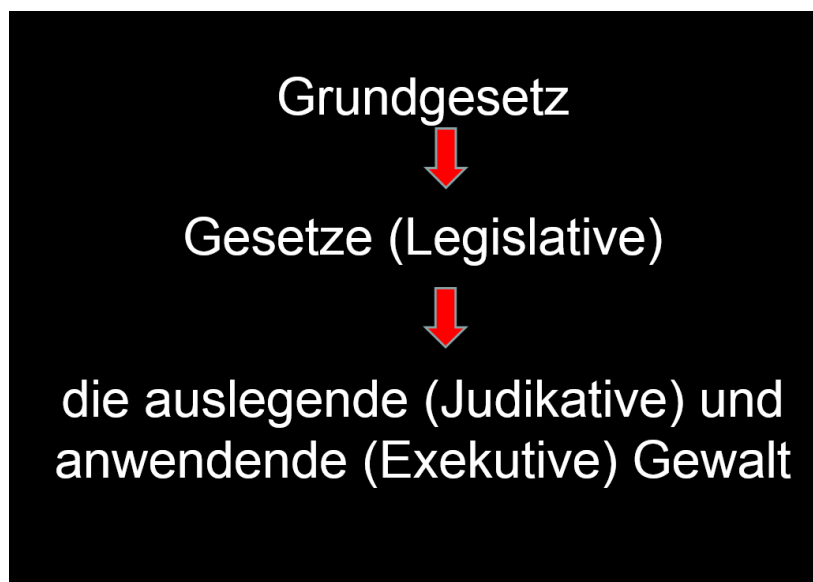 Grundgesetz
Gesetze (Legislative)
die auslegende (Judikative) und
anwendende (Exekutive) Gewalt